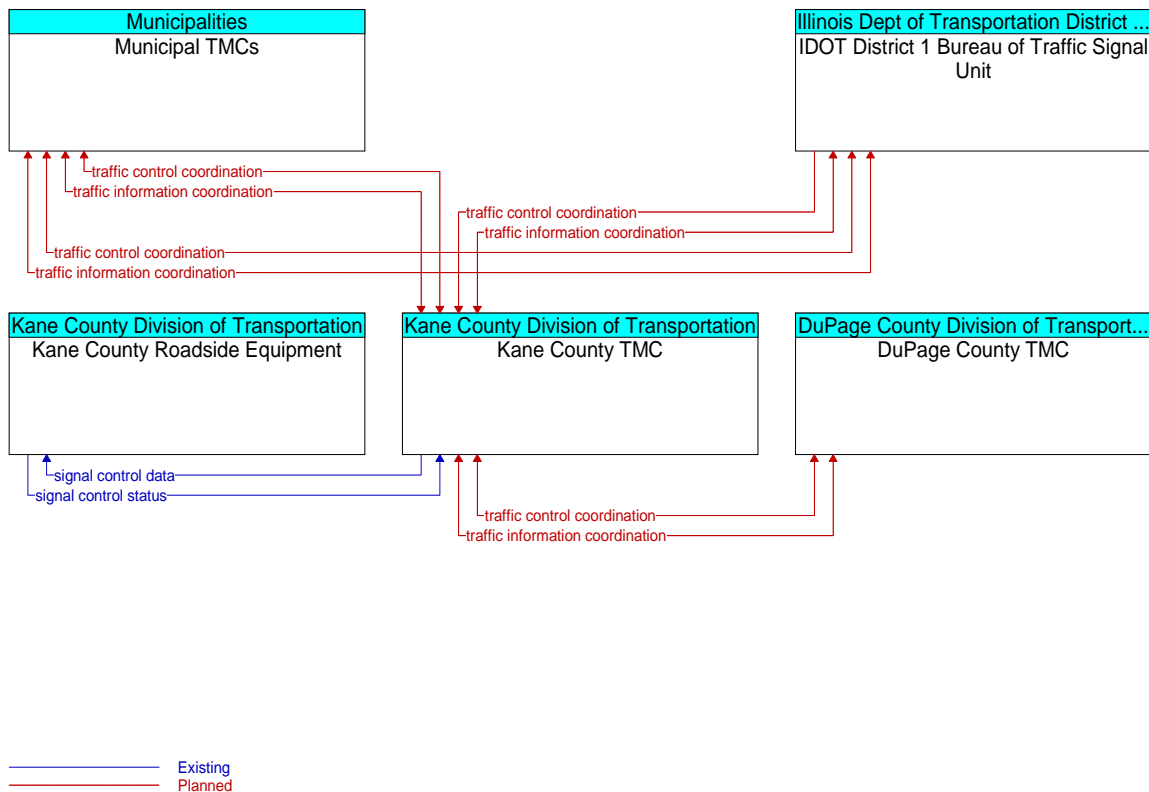 Municipalities
Municipal TMCs
Illinois Dept of Transportation District ...
IDOT District 1 Bureau of Traffic Signal
Unit
traffic control coordination
traffic information coordination
traffic control coordination
traffic information coordination
traffic control coordination
traffic information coordination
Kane County Division of Transportation
Kane County Roadside Equipment
Kane County Division of Transportation
Kane County TMC
DuPage County Division of Transport...
DuPage County TMC
signal control data
signal control status
traffic control coordination
traffic information coordination
Existing
Planned